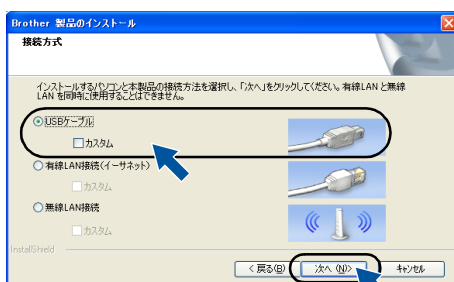 Brother 製品のインストール
接続方式
インストールするパソコンと本製品の接続方法を選択し、「次へ」をクリックしてください。有線LAN と無線
LAN を同時に使用することはできません。
USBケーブル
カスタム
有線LAN接続(イーサネット)
カスタム
無線LAN接続
カスタム
InstallShield
< 戻る(B)
次へ (N)>
キャンセル